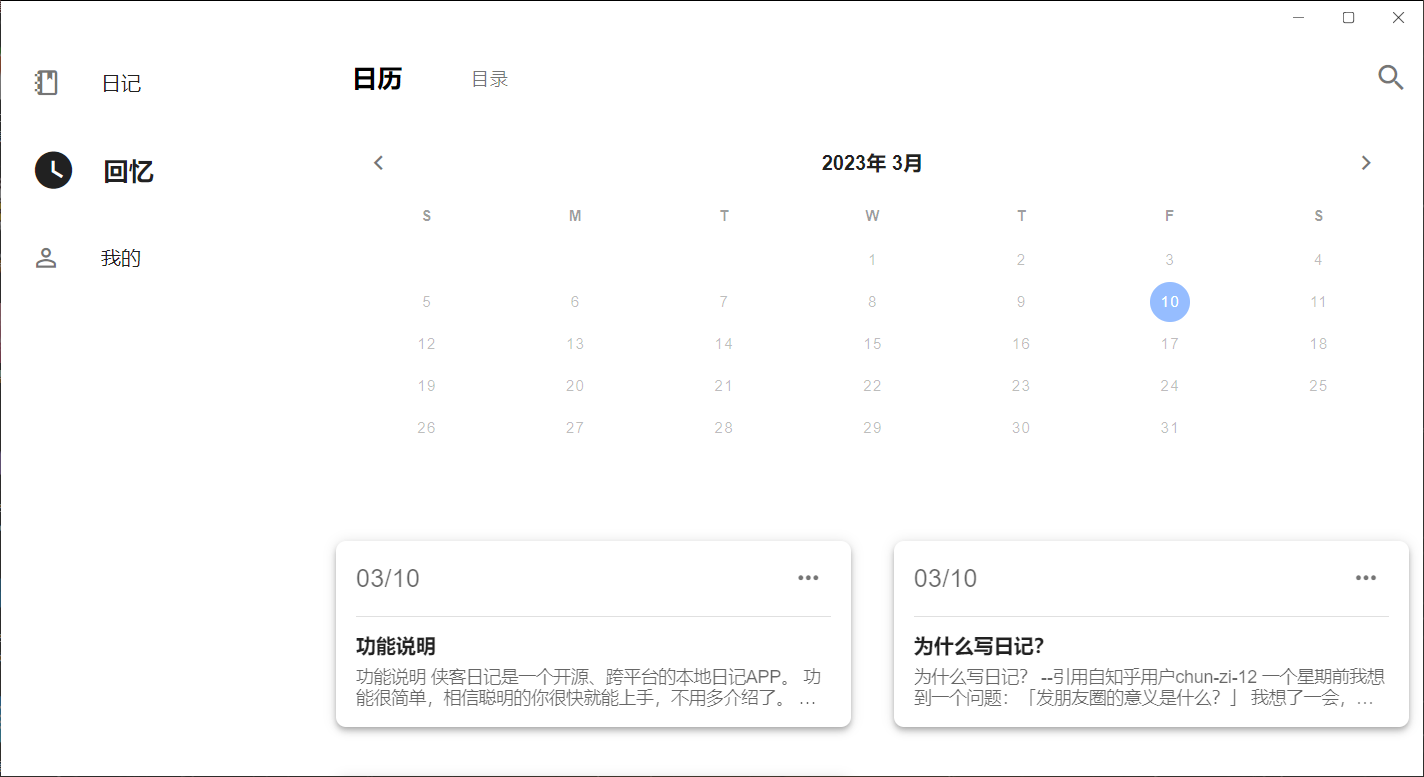 日记
回忆
我的
日历 目录
2023年 3月
S M T W T F S
1 2 3 4
5 6 7 8 9 10 11
12 13 14 15 16 17 18
19 20 21 22 23 24 25
26 27 28 29 30 31
03/10
功能说明
功能说明 侠客日记是一个开源、跨平台的本地日记APP。 功
能很简单，相信聪明的你很快就能上手，不用多介绍了。 …
03/10
为什么写日记？
为什么写日记？ --引用自知乎用户chun-zi-12 一个星期前我想
到一个问题：「发朋友圈的意义是什么？」 我想了一会，…